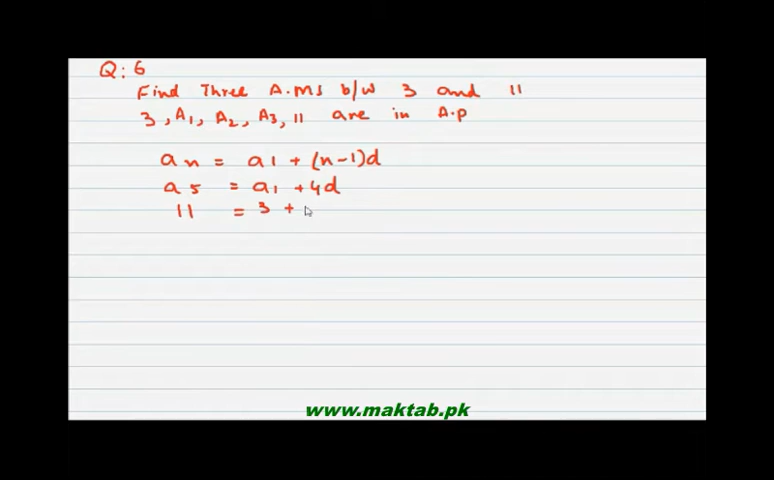 Q: 6
Find Three A.Ms b/w 3 and 11
3, A1, A2, A3, 11 are in A.P
an = a1 + (n-1)d
a5 = a1 + 4d
11 = 3 +
www.maktab.pk